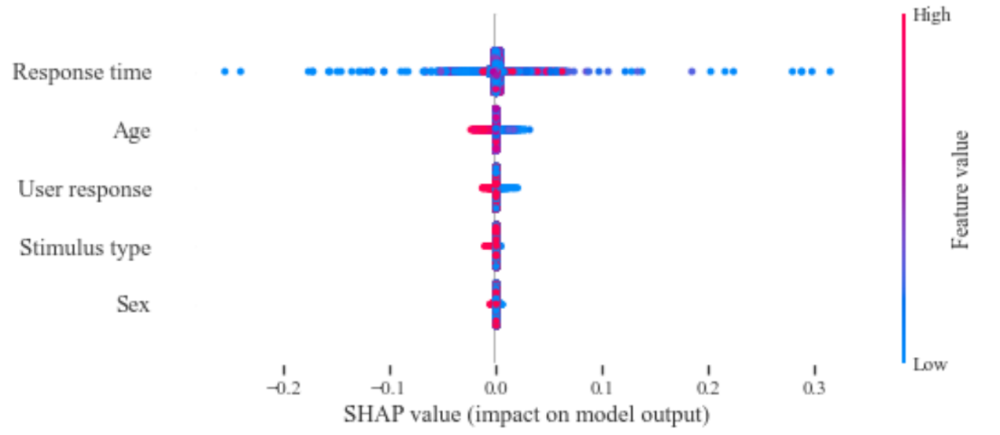 High
Response time
Age
User response
Stimulus type
Sex
Feature value
Low
−0.2
−0.1
0.0
0.1
0.2
0.3
SHAP value (impact on model output)